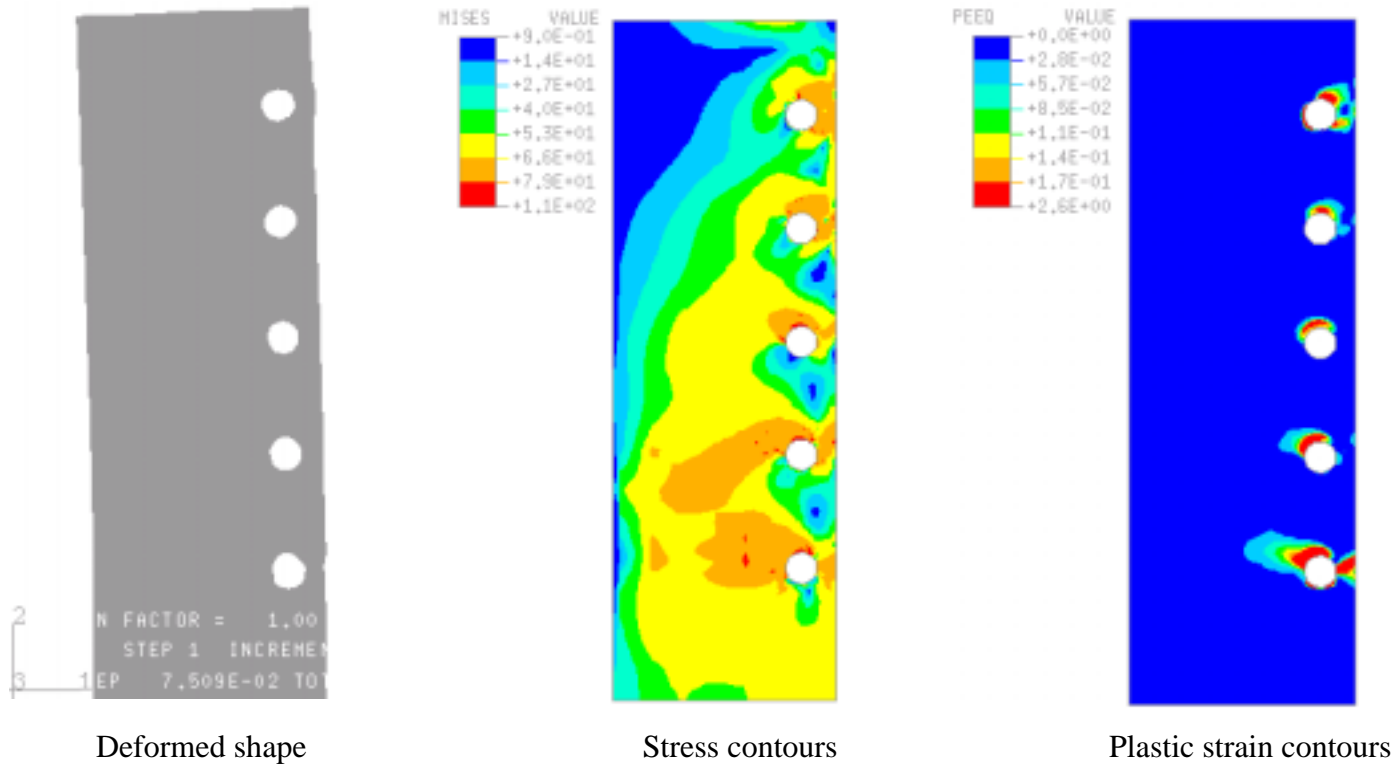 MISES VALUE
+9.0E-01
+1.4E+01
+2.7E+01
+4.0E+01
+5.3E+01
+6.6E+01
+7.9E+01
+1.1E+02
PEEQ VALUE
+0.0E+00
+2.8E-02
+5.7E-02
+8.5E-02
+1.1E-01
+1.4E-01
+1.7E-01
+2.6E+00
2
3 1
N FACTOR = 1.00
STEP 1 INCREMEN
EP 7.509E-02 TOT
Deformed shape
Stress contours
Plastic strain contours